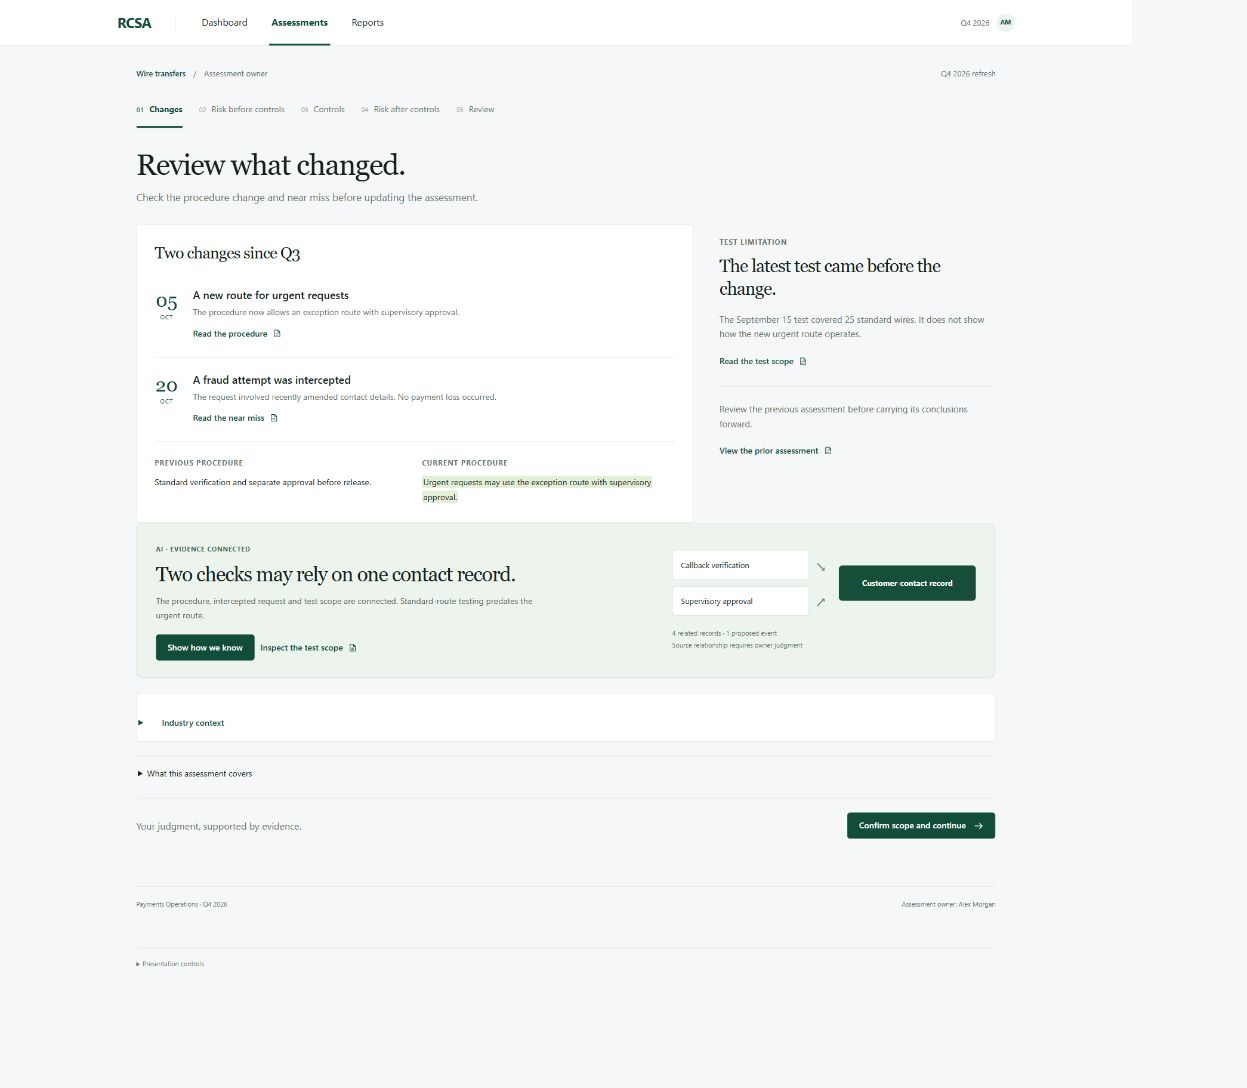 RCSA
Dashboard
Assessments
Reports
Q4 2026
AM
Wire transfers / Assessment owner
Q4 2026 refresh
01 Changes
02 Risk before controls
03 Controls
04 Risk after controls
05 Review
Review what changed.
Check the procedure change and near miss before updating the assessment.
Two changes since Q3
05
OCT
A new route for urgent requests
The procedure now allows an exception route with supervisory approval.
Read the procedure
20
OCT
A fraud attempt was intercepted
The request involved recently amended contact details. No payment loss occurred.
Read the near miss
PREVIOUS PROCEDURE
Standard verification and separate approval before release.
CURRENT PROCEDURE
Urgent requests may use the exception route with supervisory
approval.
TEST LIMITATION
The latest test came before the
change.
The September 15 test covered 25 standard wires. It does not show
how the new urgent route operates.
Read the test scope
Review the previous assessment before carrying its conclusions
forward.
View the prior assessment
AI · EVIDENCE CONNECTED
Two checks may rely on one contact record.
The procedure, intercepted request and test scope are connected. Standard-route testing predates the
urgent route.
Show how we know
Inspect the test scope
Callback verification
Supervisory approval
Customer-contact record
4 related records · 1 proposed event
Source relationship requires owner judgment
Industry context
What this assessment covers
Your judgment, supported by evidence.
Confirm scope and continue
Payments Operations · Q4 2026
Assessment owner: Alex Morgan
Presentation controls